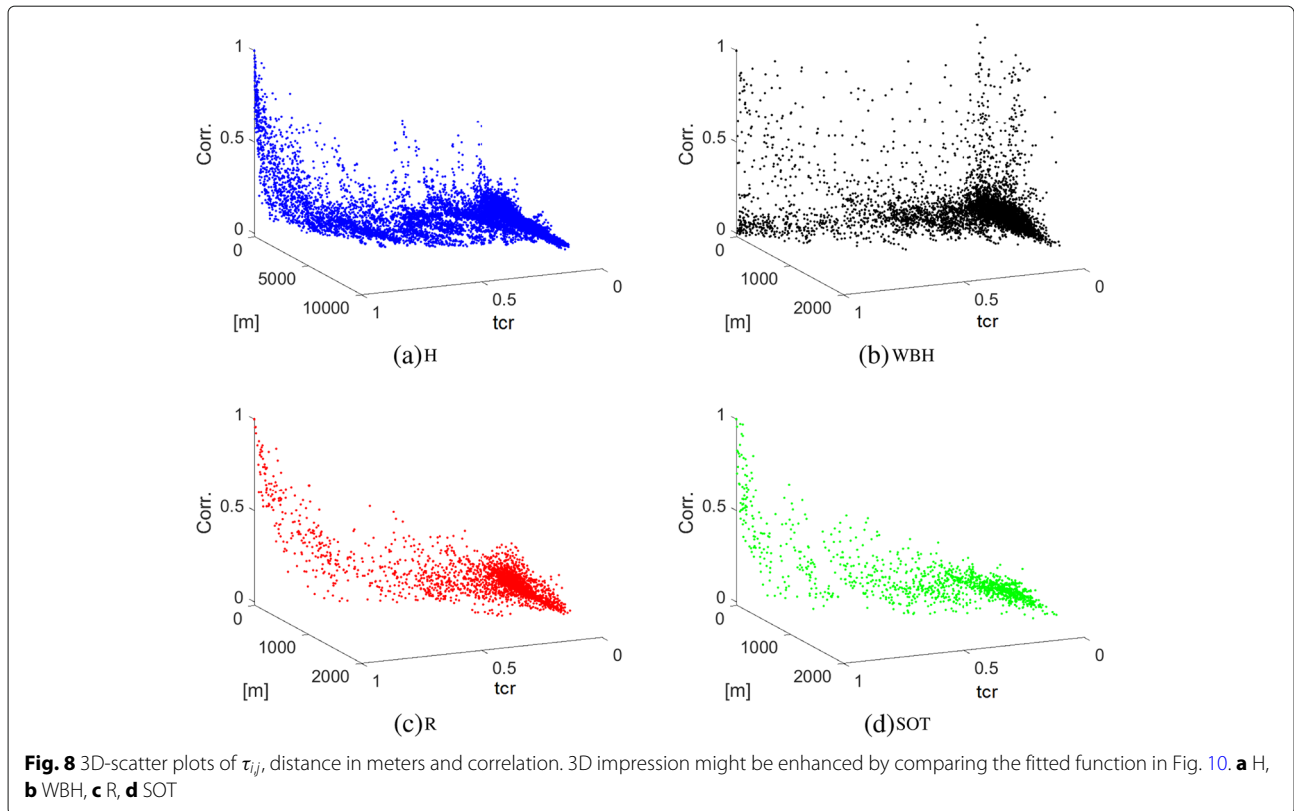 1
0.5
0
Corr.
0
5000
10000
[m]
1
0.5
0
tcr
(a) H
1
0.5
0
Corr.
0
1000
2000
[m]
1
0.5
0
tcr
(b) WBH
1
0.5
0
Corr.
0
1000
2000
[m]
1
0.5
0
tcr
(c) R
1
0.5
0
Corr.
0
1000
2000
[m]
1
0.5
0
tcr
(d) SOT
Fig. 8 3D-scatter plots of τi,j, distance in meters and correlation. 3D impression might be enhanced by comparing the fitted function in Fig. 10. a H,
b WBH, c R, d SOT